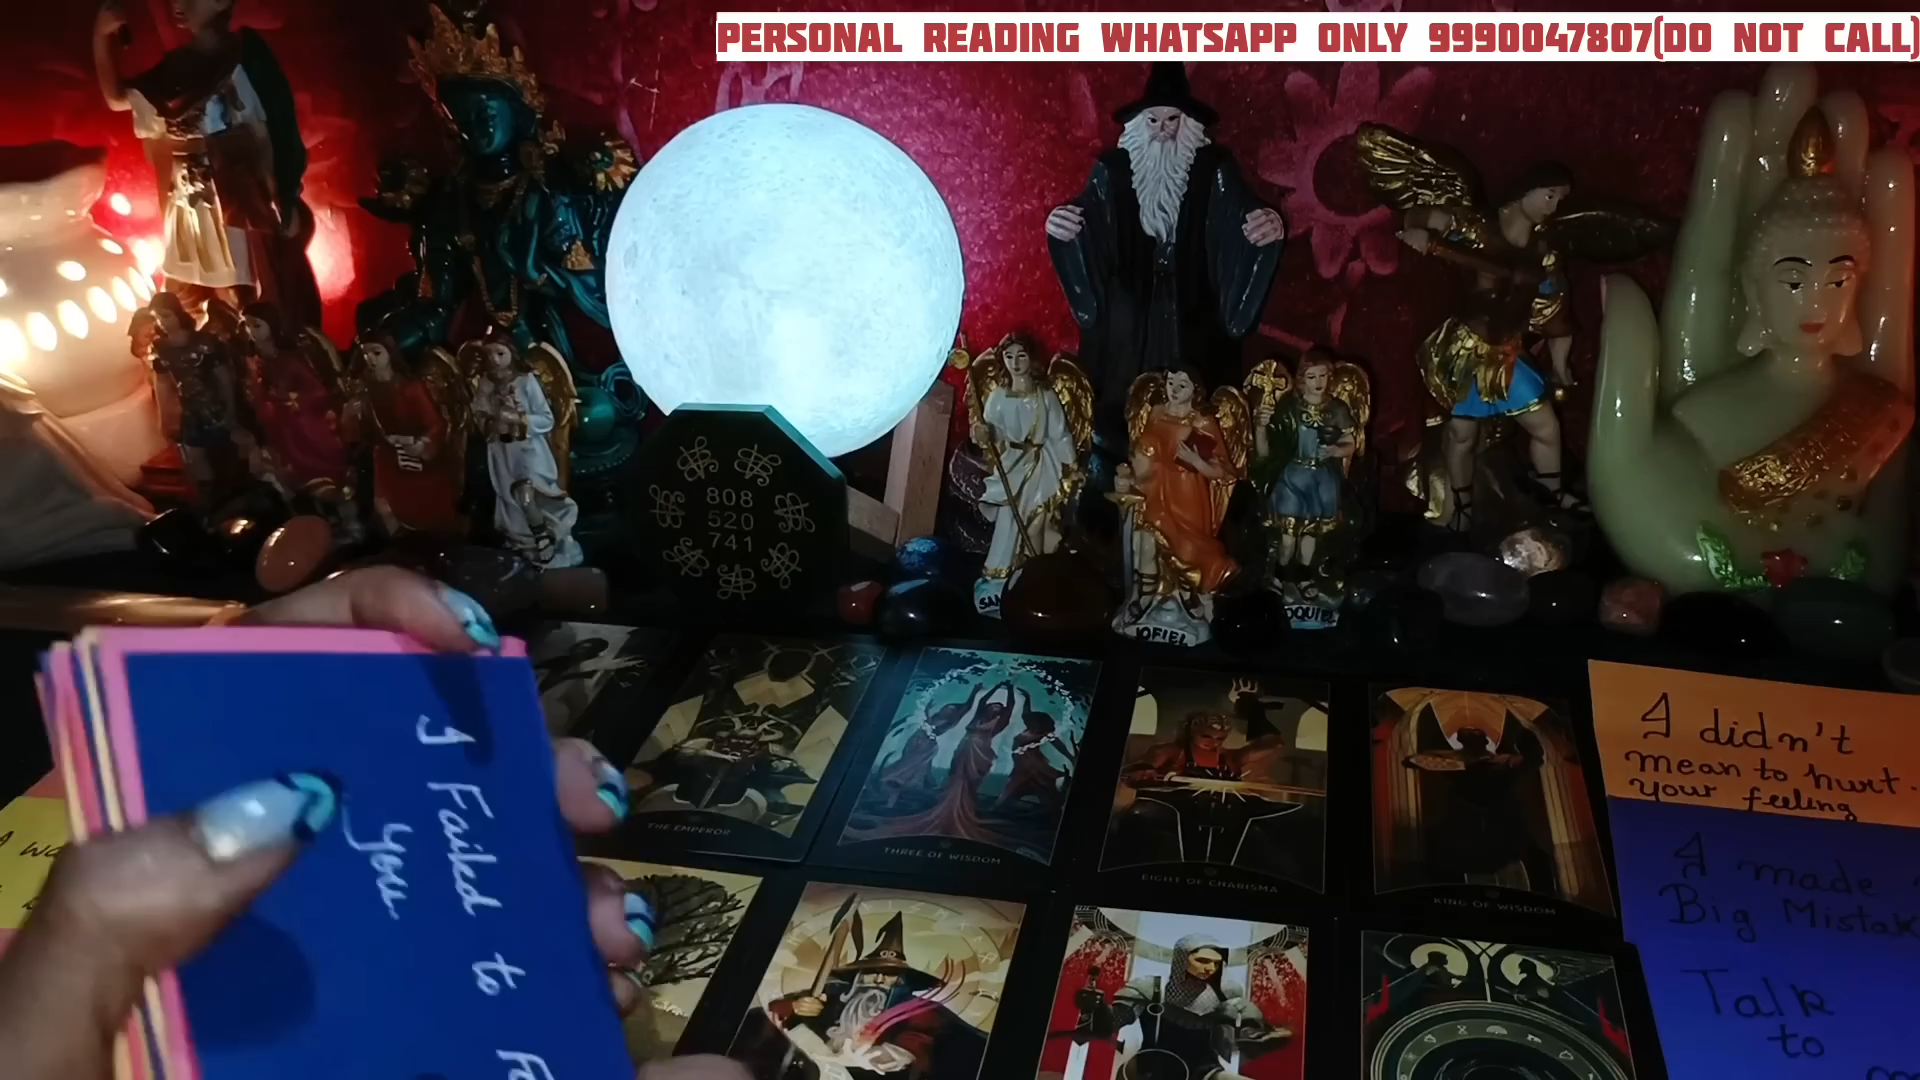 PERSONAL READING WHATSAPP ONLY 9990047807(DO NOT CALL)
808
520
741
JOFIEL
THE EMPEROR
THREE OF WISDOM
EIGHT OF CHARISMA
KING OF WISDOM
I Failed to
you
I didn't
mean to hurt
your feeling
I made
Big
Talk
to